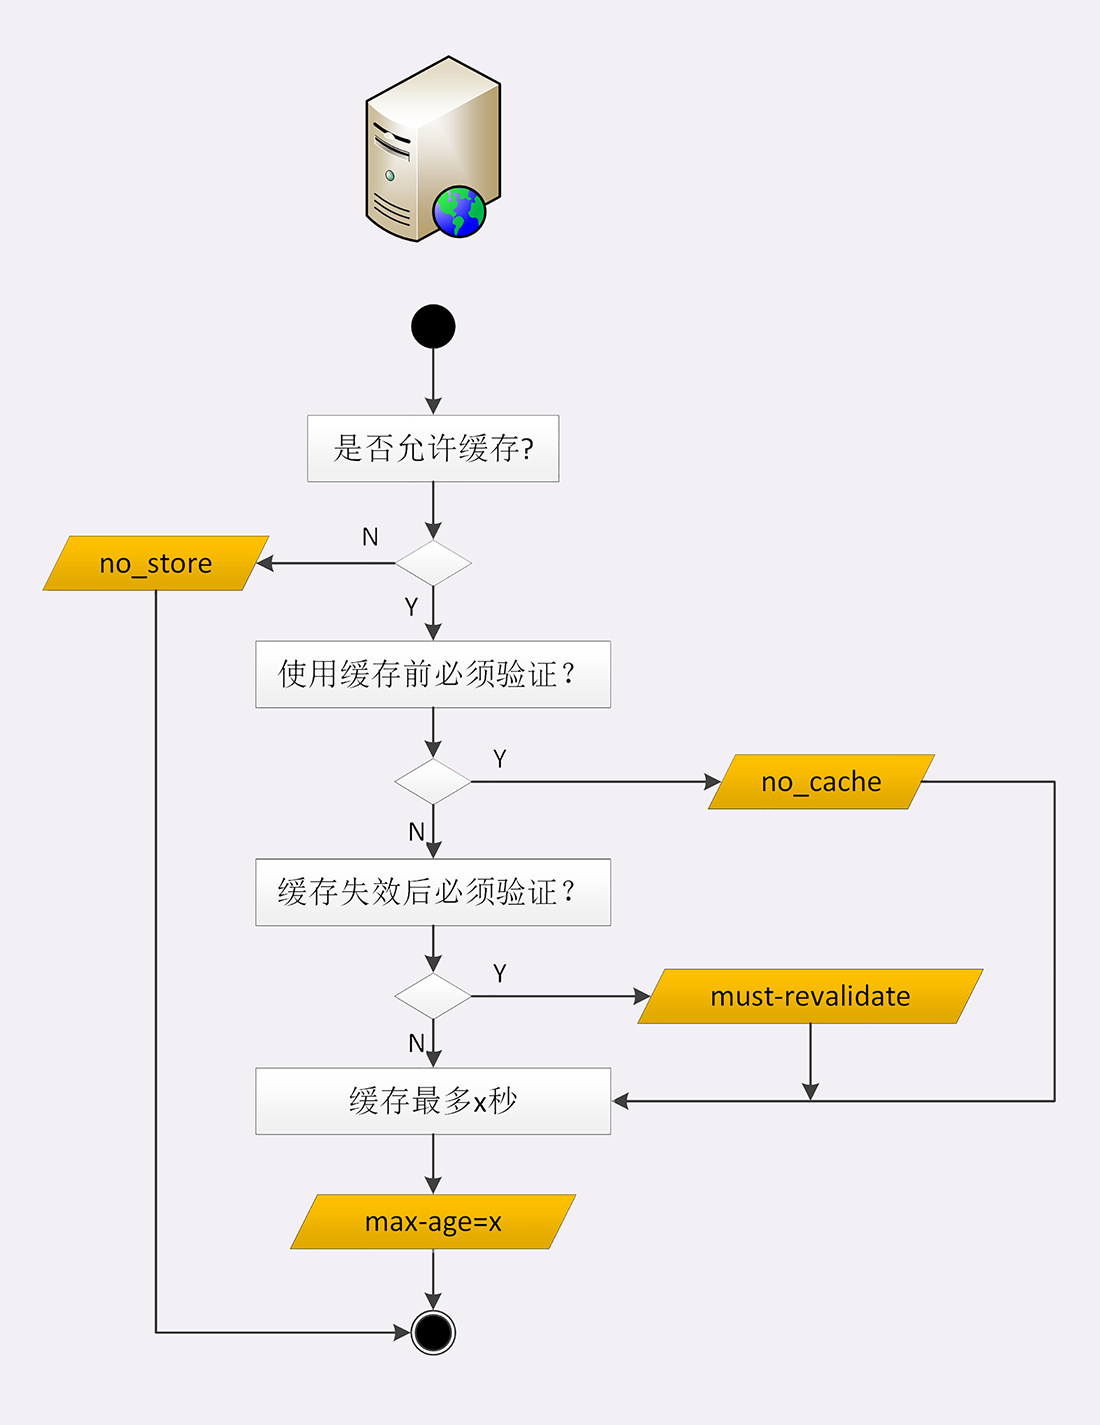 是否允许缓存?
N
no_store
Y
使用缓存前必须验证？
Y
no_cache
N
缓存失效后必须验证？
Y
must-revalidate
N
缓存最多x秒
max-age=x